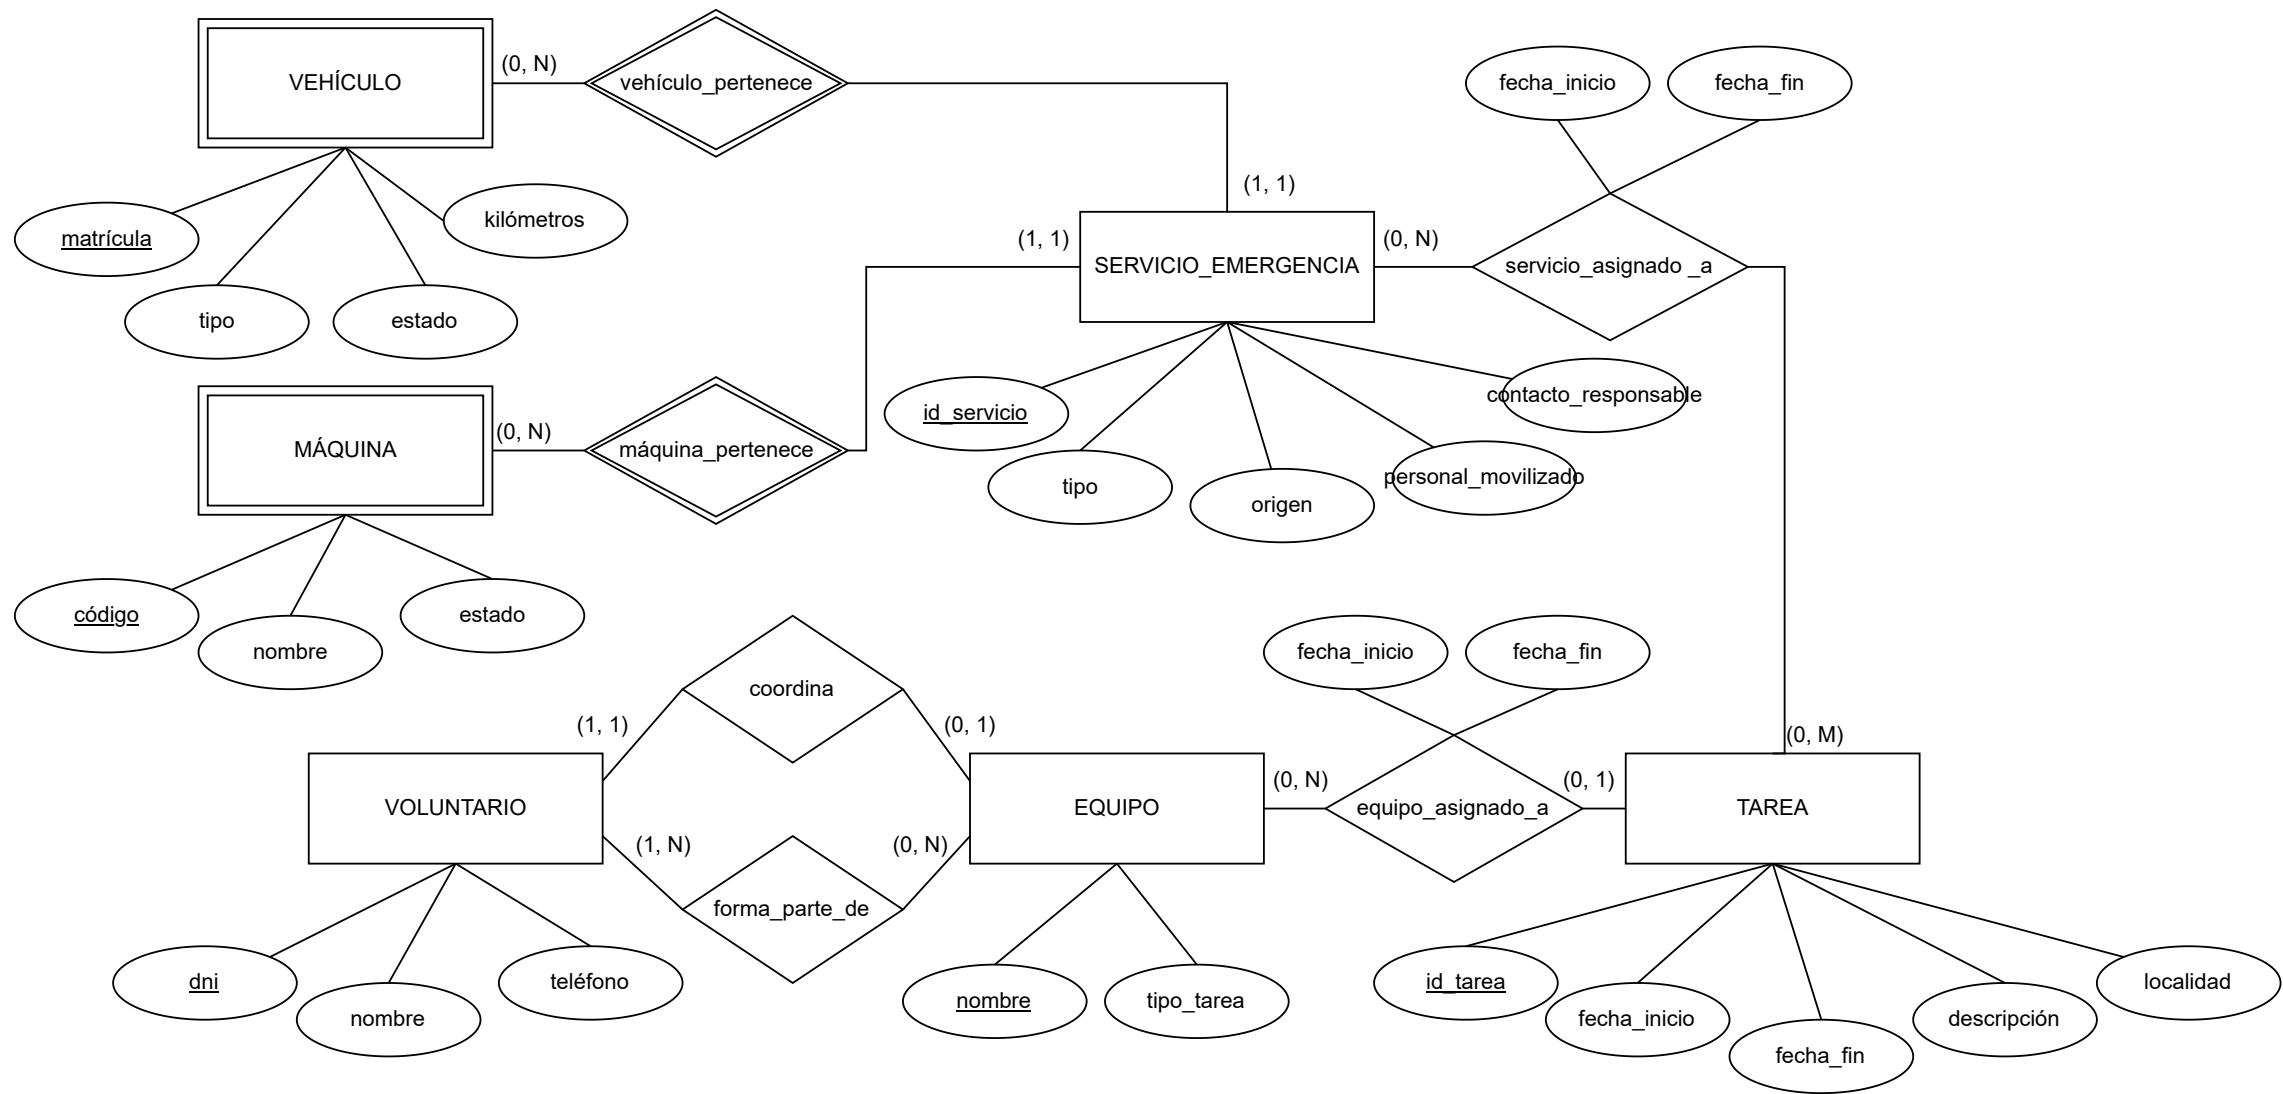 VEHÍCULO
(0, N)
vehículo_pertenece
fecha_inicio
fecha_fin
matrícula
tipo
estado
kilómetros
(1, 1)
(1, 1)
SERVICIO_EMERGENCIA
(0, N)
servicio_asignado _a
MÁQUINA
(0, N)
máquina_pertenece
id_servicio
tipo
origen
personal_movilizado
contacto_responsable
código
nombre
estado
coordina
fecha_inicio
fecha_fin
(1, 1)
(0, 1)
(0, M)
VOLUNTARIO
(1, N)
(0, N)
forma_parte_de
EQUIPO
(0, N)
equipo_asignado_a
(0, 1)
TAREA
dni
nombre
teléfono
nombre
tipo_tarea
id_tarea
fecha_inicio
fecha_fin
descripción
localidad